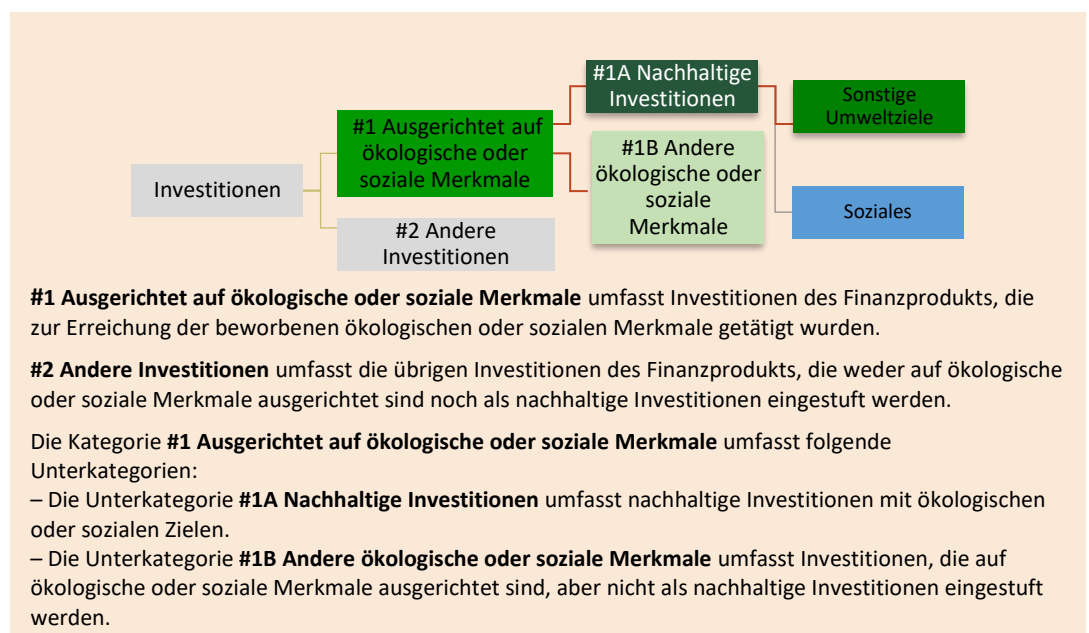 #1A Nachhaltige
Investitionen
Sonstige
Umweltziele
#1 Ausgerichtet auf
ökologische oder
soziale Merkmale
#1B Andere
ökologische oder
soziale
Merkmale
Investitionen
Soziales
#2 Andere
Investitionen
#1 Ausgerichtet auf ökologische oder soziale Merkmale umfasst Investitionen des Finanzprodukts, die
zur Erreichung der beworbenen ökologischen oder sozialen Merkmale getätigt wurden.
#2 Andere Investitionen umfasst die übrigen Investitionen des Finanzprodukts, die weder auf ökologische
oder soziale Merkmale ausgerichtet sind noch als nachhaltige Investitionen eingestuft werden.
Die Kategorie #1 Ausgerichtet auf ökologische oder soziale Merkmale umfasst folgende
Unterkategorien:
– Die Unterkategorie #1A Nachhaltige Investitionen umfasst nachhaltige Investitionen mit ökologischen
oder sozialen Zielen.
– Die Unterkategorie #1B Andere ökologische oder soziale Merkmale umfasst Investitionen, die auf
ökologische oder soziale Merkmale ausgerichtet sind, aber nicht als nachhaltige Investitionen eingestuft
werden.